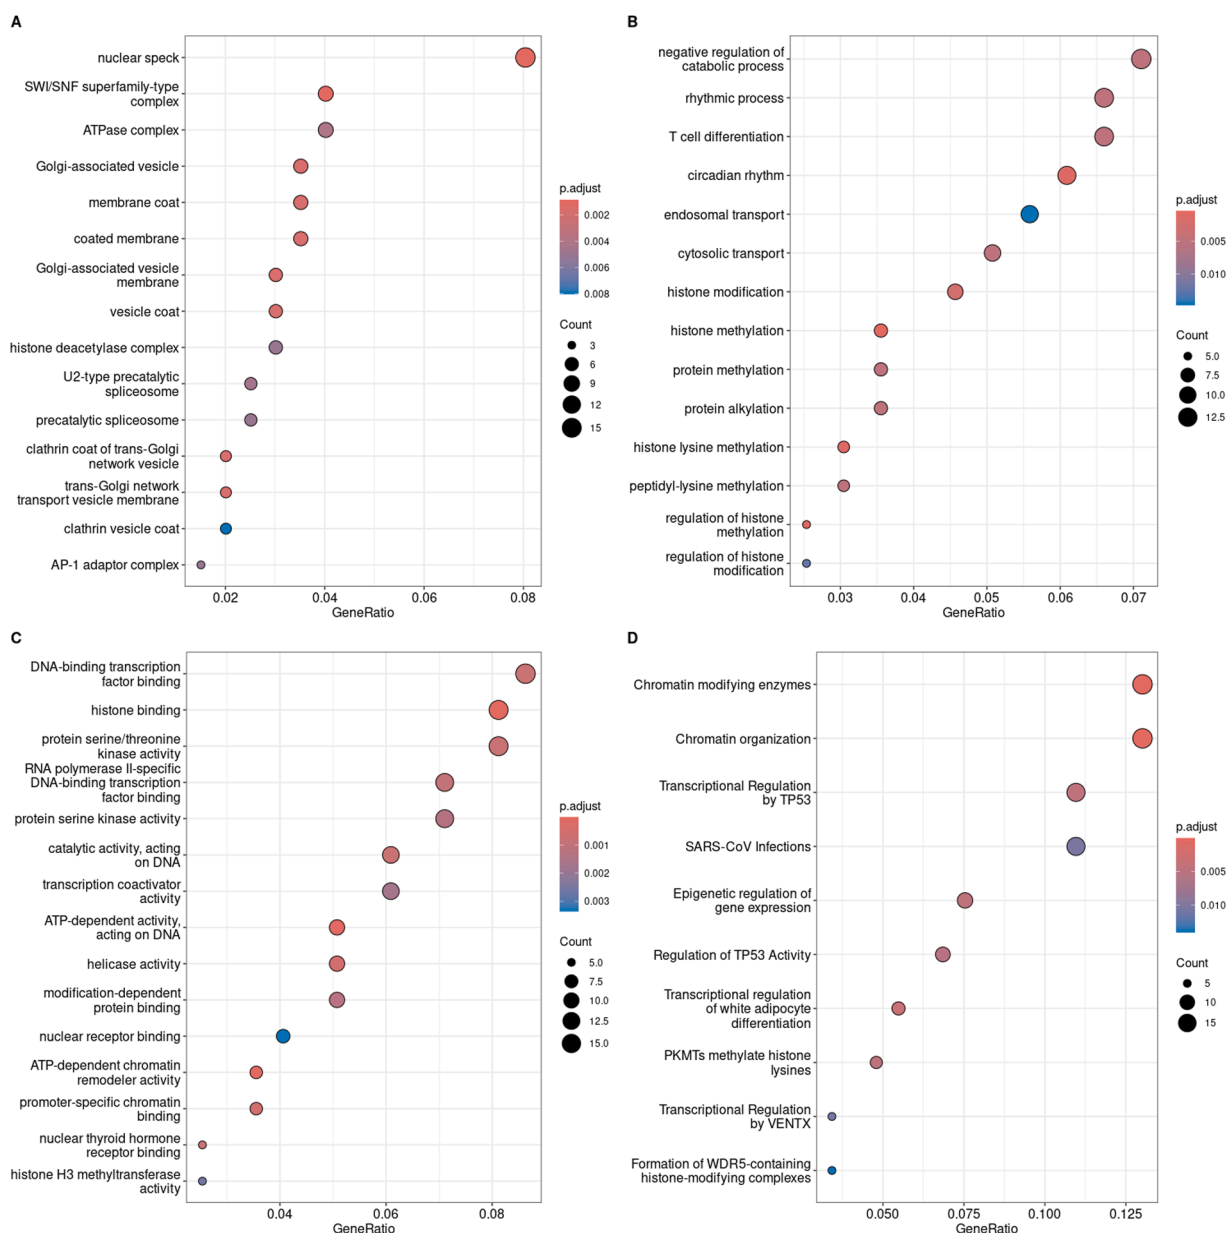 A
nuclear speck
SWI/SNF superfamily-type
complex
ATPase complex
Golgi-associated vesicle
membrane coat
coated membrane
Golgi-associated vesicle
membrane
vesicle coat
histone deacetylase complex
U2-type precatalytic
spliceosome
precatalytic spliceosome
clathrin coat of trans-Golgi
network vesicle
trans-Golgi network
transport vesicle membrane
clathrin vesicle coat
AP-1 adaptor complex
0.02 0.04 0.06 0.08
GeneRatio
p.adjust
0.002
0.004
0.006
0.008
Count
3
6
9
12
15
B
negative regulation of
catabolic process
rhythmic process
T cell differentiation
circadian rhythm
endosomal transport
cytosolic transport
histone modification
histone methylation
protein methylation
protein alkylation
histone lysine methylation
peptidyl-lysine methylation
regulation of histone
methylation
regulation of histone
modification
0.03 0.04 0.05 0.06 0.07
GeneRatio
p.adjust
0.005
0.010
Count
5.0
7.5
10.0
12.5
C
DNA-binding transcription
factor binding
histone binding
protein serine/threonine
kinase activity
RNA polymerase II-specific
DNA-binding transcription
factor binding
protein serine kinase activity
catalytic activity, acting
on DNA
transcription coactivator
activity
ATP-dependent activity,
acting on DNA
helicase activity
modification-dependent
protein binding
nuclear receptor binding
ATP-dependent chromatin
remodeler activity
promoter-specific chromatin
binding
nuclear thyroid hormone
receptor binding
histone H3 methyltransferase
activity
0.04 0.06 0.08
GeneRatio
p.adjust
0.001
0.002
0.003
Count
5.0
7.5
10.0
12.5
15.0
D
Chromatin modifying enzymes
Chromatin organization
Transcriptional Regulation
by TP53
SARS-CoV Infections
Epigenetic regulation of
gene expression
Regulation of TP53 Activity
Transcriptional regulation
of white adipocyte
differentiation
PKMTs methylate histone
lysines
Transcriptional Regulation
by VENTX
Formation of WDR5-containing
histone-modifying complexes
0.050 0.075 0.100 0.125
GeneRatio
p.adjust
0.005
0.010
Count
5
10
15